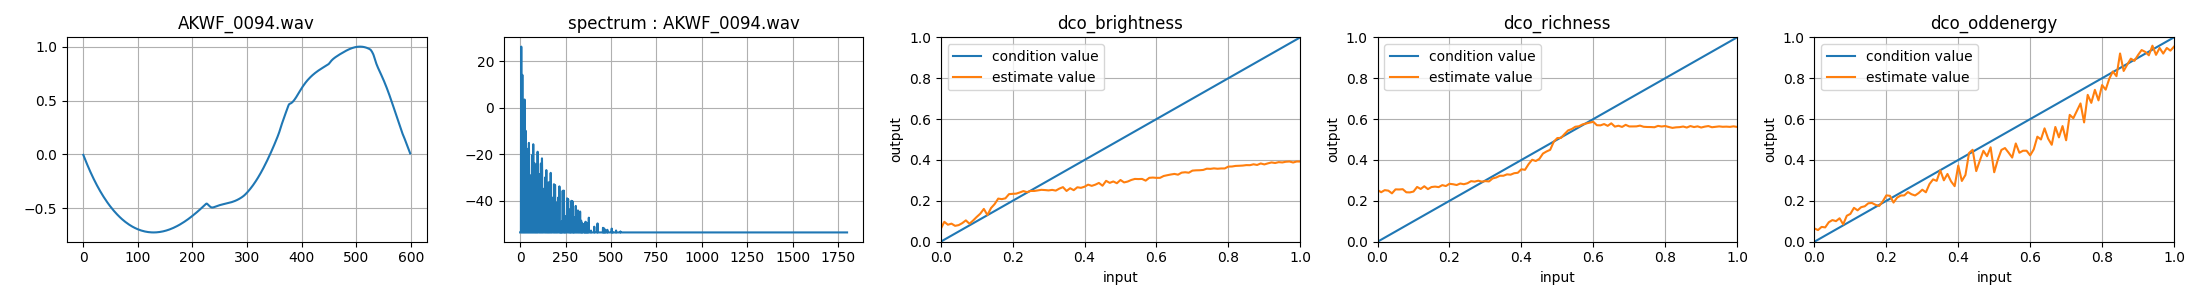 AKWF_0094.wav
1.0
0.5
0.0
−0.5
0 100 200 300 400 500 600
spectrum : AKWF_0094.wav
20
0
−20
−40
0 250 500 750 1000 1250 1500 1750
dco_brightness
condition value
estimate value
output
1.0
0.8
0.6
0.4
0.2
0.0
0.0 0.2 0.4 0.6 0.8 1.0
input
dco_richness
condition value
estimate value
output
1.0
0.8
0.6
0.4
0.2
0.0
0.0 0.2 0.4 0.6 0.8 1.0
input
dco_oddenergy
condition value
estimate value
output
1.0
0.8
0.6
0.4
0.2
0.0
0.0 0.2 0.4 0.6 0.8 1.0
input